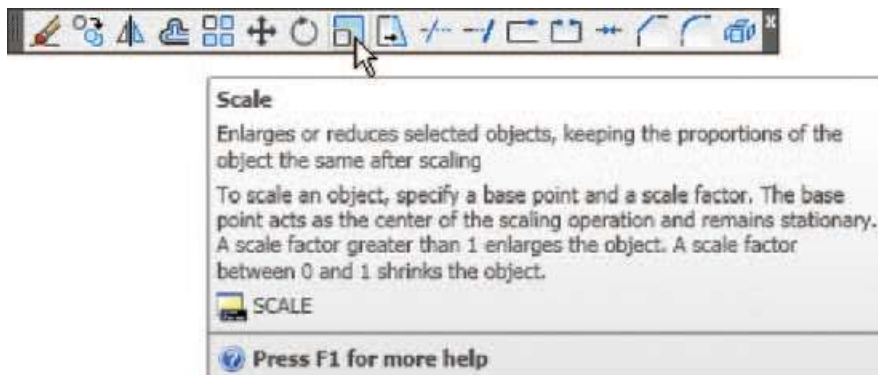 Scale
Enlarges or reduces selected objects, keeping the proportions of the
object the same after scaling
To scale an object, specify a base point and a scale factor. The base
point acts as the center of the scaling operation and remains stationary.
A scale factor greater than 1 enlarges the object. A scale factor
between 0 and 1 shrinks the object.
SCALE
Press F1 for more help